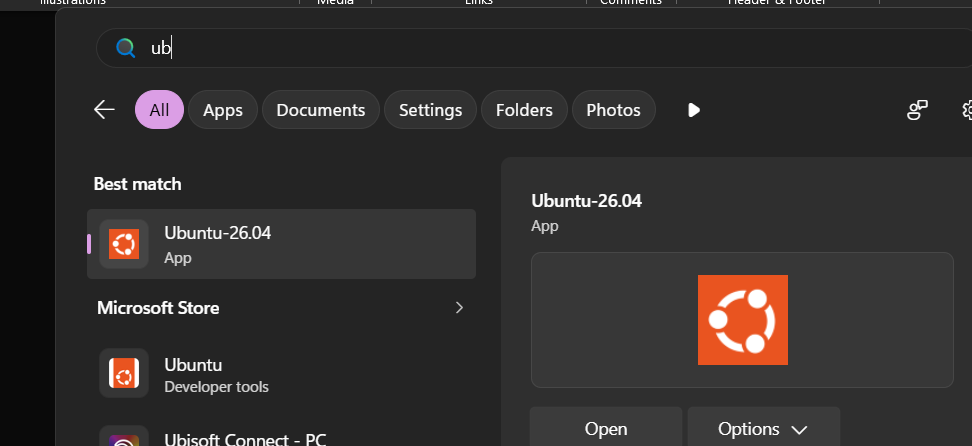 Illustrations Media Links Comments Header & Footer
ub
All Apps Documents Settings Folders Photos
Best match
Ubuntu-26.04
App
Microsoft Store
Ubuntu
Developer tools
Ubisoft Connect - PC
Ubuntu-26.04
App
Open Options